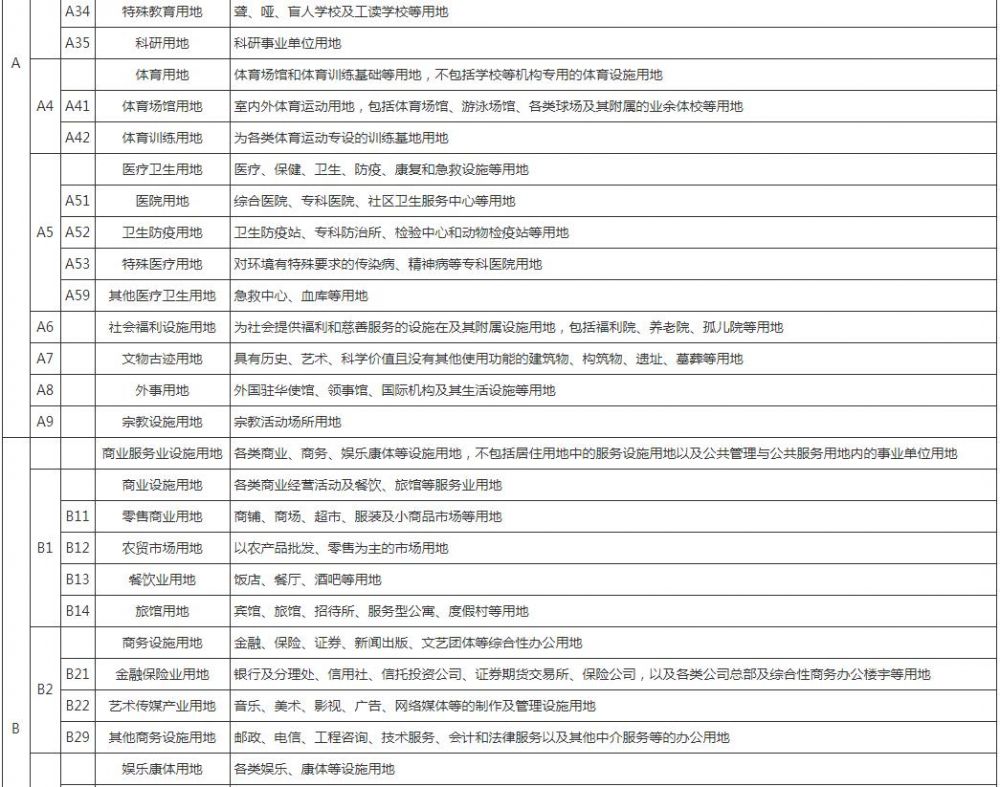 A34 特殊教育用地 聋、哑、盲人学校及工读学校等用地
A35 科研用地 科研事业单位用地
A
体育用地 体育场馆和体育训练基础等用地，不包括学校等机构专用的体育设施用地
A4 A41 体育场馆用地 室内外体育运动用地，包括体育场馆、游泳场馆、各类球场及其附属的业余体校等用地
A42 体育训练用地 为各类体育运动专设的训练基地用地
医疗卫生用地 医疗、保健、卫生、防疫、康复和急救设施等用地
A51 医院用地 综合医院、专科医院、社区卫生服务中心等用地
A5 A52 卫生防疫用地 卫生防疫站、专科防治所、检验中心和动物检疫站等用地
A53 特殊医疗用地 对环境有特殊要求的传染病、精神病等专科医院用地
A59 其他医疗卫生用地 急救中心、血库等用地
A6 社会福利设施用地 为社会提供福利和慈善服务的设施在及其附属设施用地，包括福利院、养老院、孤儿院等用地
A7 文物古迹用地 具有历史、艺术、科学价值且没有其他使用功能的建筑物、构筑物、遗址、墓葬等用地
A8 外事用地 外国驻华使馆、领事馆、国际机构及其生活设施等用地
A9 宗教设施用地 宗教活动场所用地
商业服务业设施用地 各类商业、商务、娱乐康体等设施用地，不包括居住用地中的服务设施用地以及公共管理与公共服务用地内的事业单位用地
商业设施用地 各类商业经营活动及餐饮、旅馆等服务业用地
B11 零售商业用地 商铺、商场、超市、服装及小商品市场等用地
B1 B12 农贸市场用地 以农产品批发、零售为主的市场用地
B13 餐饮业用地 饭店、餐厅、酒吧等用地
B14 旅馆用地 宾馆、旅馆、招待所、服务型公寓、度假村等用地
商务设施用地 金融、保险、证券、新闻出版、文艺团体等综合性办公用地
B21 金融保险业用地 银行及分理处、信用社、信托投资公司、证券期货交易所、保险公司，以及各类公司总部及综合性商务办公楼宇等用地
B2
B22 艺术传媒产业用地 音乐、美术、影视、广告、网络媒体等的制作及管理设施用地
B
B29 其他商务设施用地 邮政、电信、工程咨询、技术服务、会计和法律服务以及其他中介服务等的办公用地
娱乐康体用地 各类娱乐、康体等设施用地